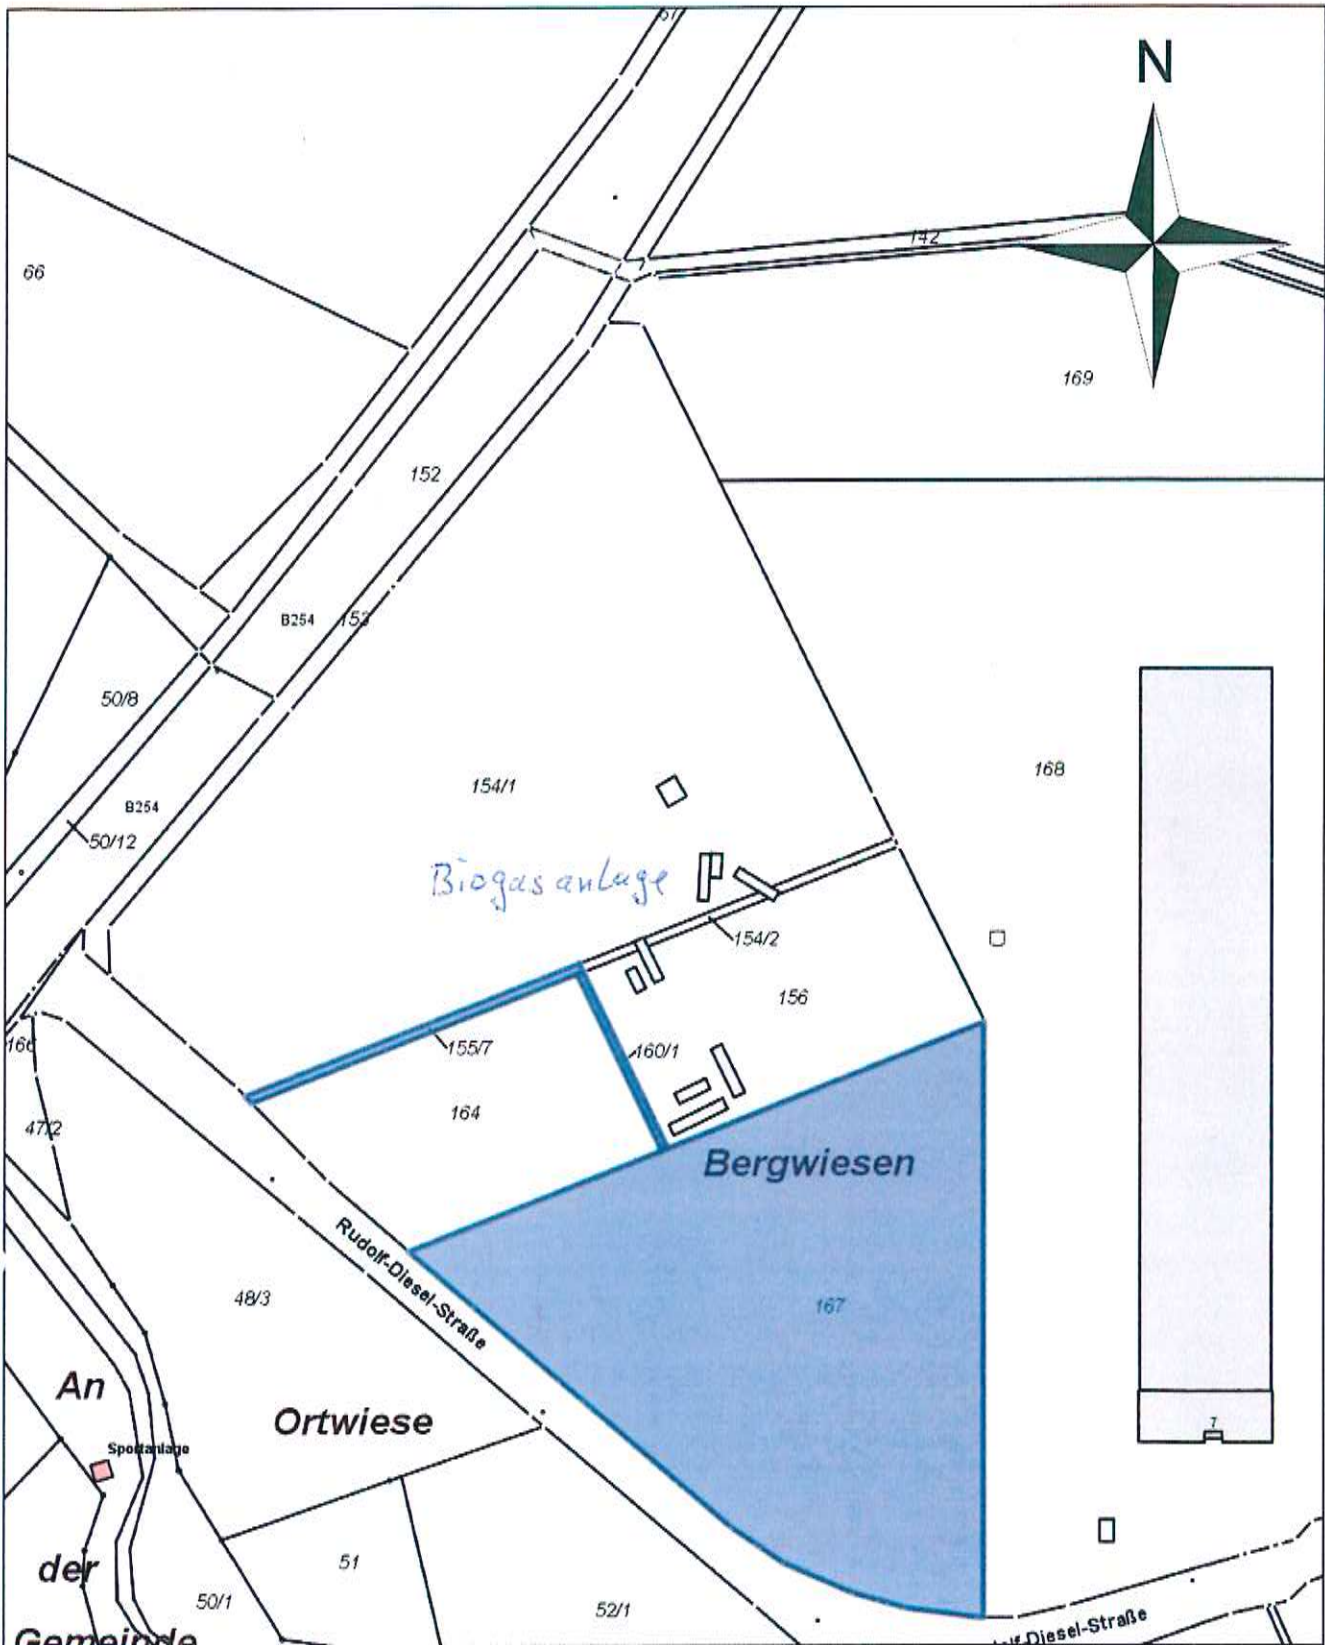 67
N
142
66
169
152
B254
153
50/8
168
154/1
B254
50/12
Biogasanlage
154/2
156
166
155/7
160/1
164
47/2
Bergwiesen
Rudolf-Diesel-Straße
48/3
167
An
Ortwiese
7
Sportanlage
51
der
50/1
52/1
olf-Diesel-Straße
Gemeinde